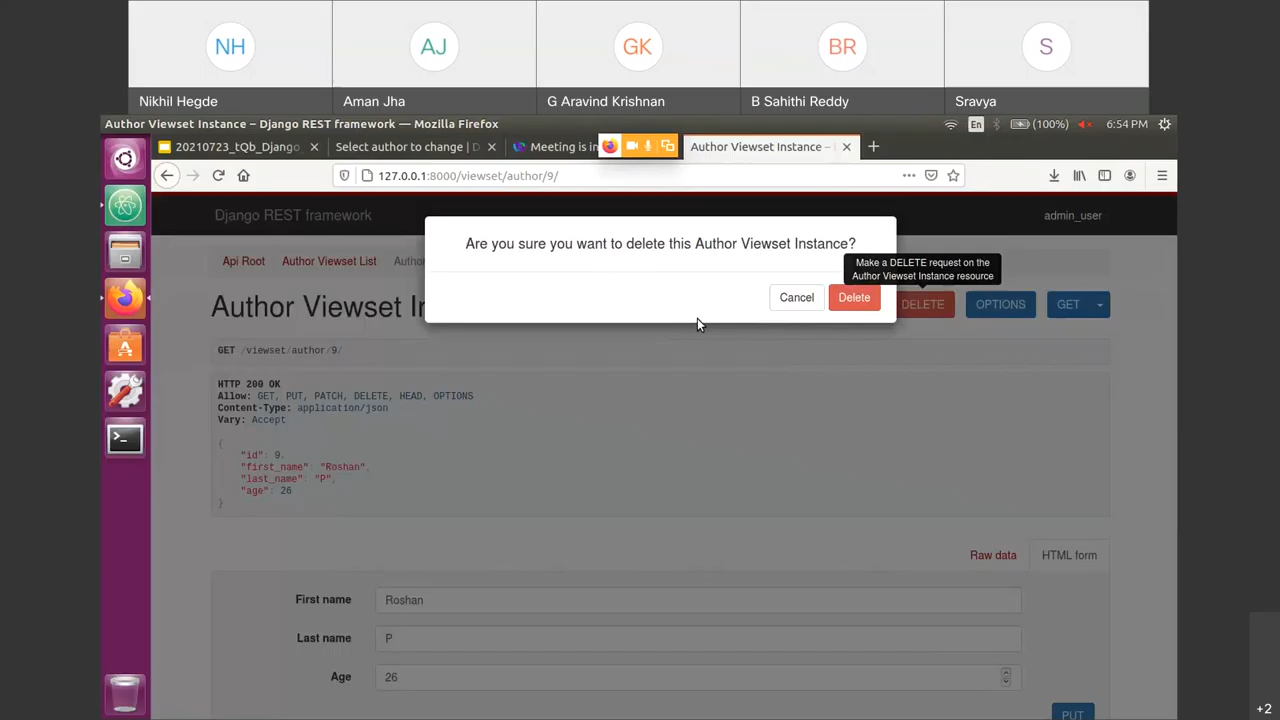 NH
AJ
GK
BR
S
Nikhil Hegde
Aman Jha
G Aravind Krishnan
B Sahithi Reddy
Sravya
Author Viewset Instance – Django REST framework — Mozilla Firefox
En
(100%)
6:54 PM
20210723_tQb_Django_
Select author to change | D
Meeting is in
Author Viewset Instance –
127.0.0.1:8000/viewset/author/9/
Django REST framework
admin_user
Are you sure you want to delete this Author Viewset Instance?
Make a DELETE request on the
Author Viewset Instance resource
Cancel
Delete
Api Root
Author Viewset List
Autho
Author Viewset I
DELETE
OPTIONS
GET
GET /viewset/author/9/
HTTP 200 OK
Allow: GET, PUT, PATCH, DELETE, HEAD, OPTIONS
Content-Type: application/json
Vary: Accept
{
"id": 9,
"first_name": "Roshan",
"last_name": "P",
"age": 26
}
Raw data
HTML form
First name
Roshan
Last name
P
Age
26
PUT
+2